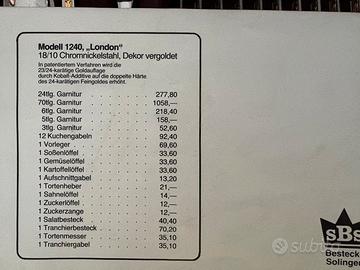 Modell 1240, „London“
18/10 Chromnickelstahl, Dekor vergoldet
In patentiertem Verfahren wird die
23/24-karätige Goldauflage
durch Kobalt-Additive auf die doppelte Härte
des 24-karätigen Feingoldes erhöht.
24tlg. Garnitur 277,80
70tlg. Garnitur 1058,—
6tlg. Garnitur 218,40
5tlg. Garnitur 158,—
3tlg. Garnitur 52,60
12 Kuchengabeln 92,40
1 Vorleger 69,60
1 Soßenlöffel 33,60
1 Gemüselöffel 33,60
1 Kartoffellöffel 33,60
1 Aufschnittgabel 13,20
1 Tortenheber 21,—
1 Sahnelöffel 14,—
1 Zuckerlöffel 12,—
1 Zuckerzange 12,—
1 Salatbesteck 40,40
1 Tranchierbesteck 70,20
1 Tortenmesser 35,10
1 Tranchiergabel 35,10
SBS
Besteck
Solingen
subito